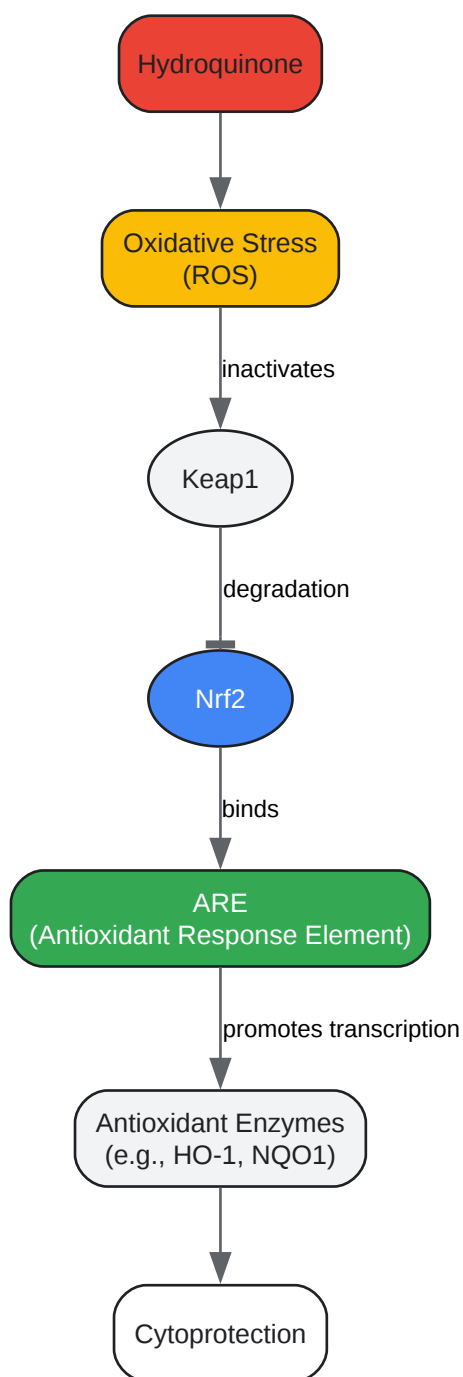 Hydroquinone
Oxidative Stress
(ROS)
inactivates
Keap1
degradation
Nrf2
binds
ARE
(Antioxidant Response Element)
promotes transcription
Antioxidant Enzymes
(e.g., HO-1, NQO1)
Cytoprotection